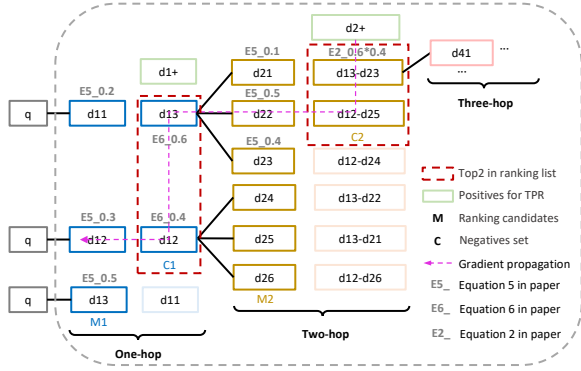 d2+
E5_0.1
E2_0.6*0.4
d41
...
d1+
d21
d13-d23
...
E5_0.2
E5_0.5
Three-hop
q
d11
d13
d22
d12-d25
E6_0.6
E5_0.4
C2
d23
d12-d24
Top2 in ranking list
Positives for TPR
E5_0.3
E6_0.4
d24
d13-d22
M Ranking candidates
q
d12
d12
d25
d13-d21
C Negatives set
C1
Gradient propagation
E5_0.5
d26
d12-d26
E5_ Equation 5 in paper
q
d13
d11
M2
E6_ Equation 6 in paper
M1
Two-hop
E2_ Equation 2 in paper
One-hop